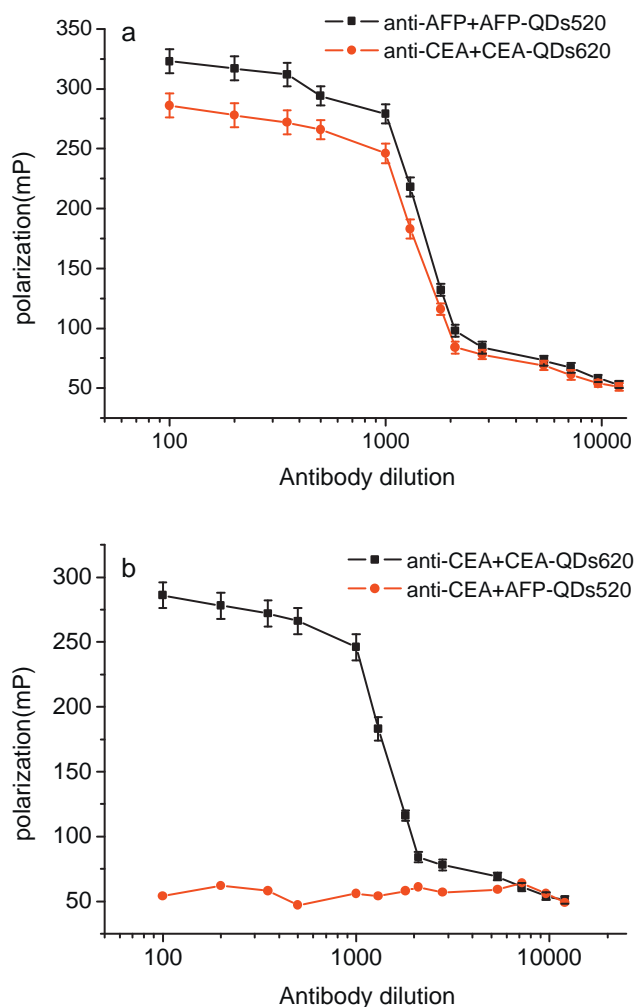 a
anti-AFP+AFP-QDs520
anti-CEA+CEA-QDs620
350
300
250
200
150
100
50
polarization(mP)
100
1000
10000
Antibody dilution
b
anti-CEA+CEA-QDs620
anti-CEA+AFP-QDs520
300
250
200
150
100
50
polarization(mP)
100
1000
10000
Antibody dilution